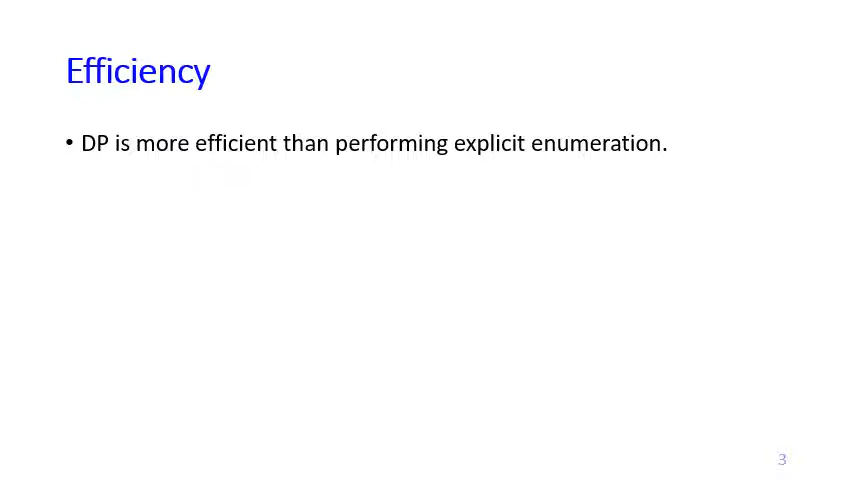 Efficiency
• DP is more efficient than performing explicit enumeration.
3